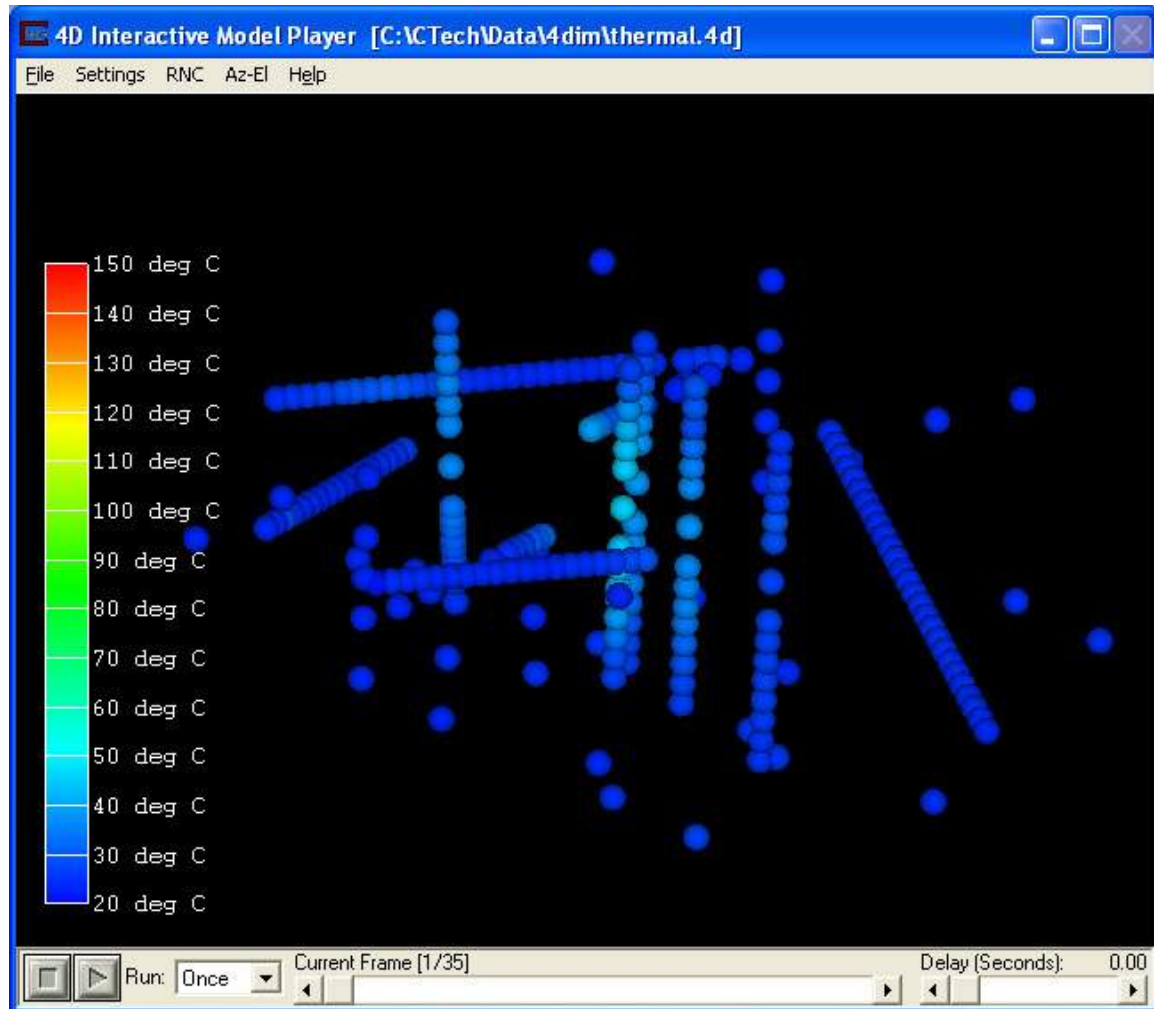 4D Interactive Model Player [C:\CTech\Data\4dim\thermal.4d]
File Settings RNC Az-El Help
150 deg C
140 deg C
130 deg C
120 deg C
110 deg C
100 deg C
90 deg C
80 deg C
70 deg C
60 deg C
50 deg C
40 deg C
30 deg C
20 deg C
Run: Once
Current Frame [1/35]
Delay (Seconds): 0.00